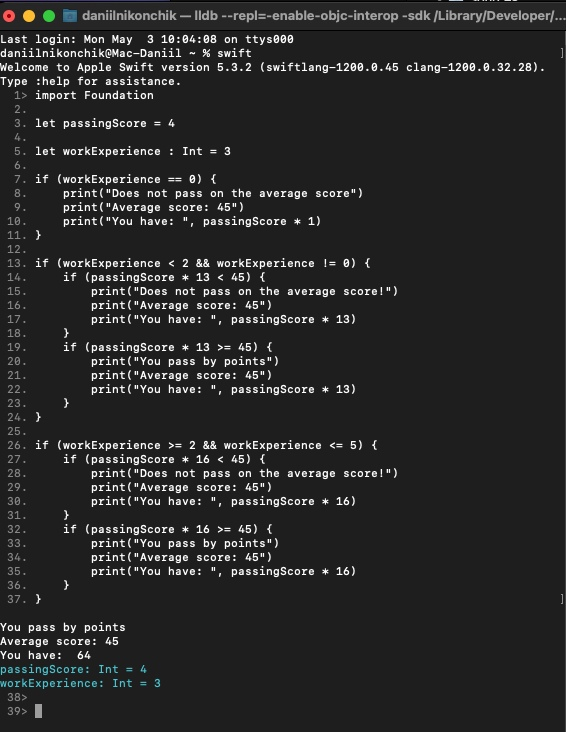 daniilnikonchik — lldb --repl=-enable-objc-interop -sdk /Library/Developer/...
Last login: Mon May  3 10:04:08 on ttys000
daniilnikonchik@Mac-Daniil ~ % swift
Welcome to Apple Swift version 5.3.2 (swiftlang-1200.0.45 clang-1200.0.32.28).
Type :help for assistance.
  1> import Foundation
  2.
  3. let passingScore = 4
  4.
  5. let workExperience : Int = 3
  6.
  7. if (workExperience == 0) {
  8.     print("Does not pass on the average score")
  9.     print("Average score: 45")
 10.     print("You have: ", passingScore * 1)
 11. }
 12.
 13. if (workExperience < 2 && workExperience != 0) {
 14.     if (passingScore * 13 < 45) {
 15.         print("Does not pass on the average score!")
 16.         print("Average score: 45")
 17.         print("You have: ", passingScore * 13)
 18.     }
 19.     if (passingScore * 13 >= 45) {
 20.         print("You pass by points")
 21.         print("Average score: 45")
 22.         print("You have: ", passingScore * 13)
 23.     }
 24. }
 25.
 26. if (workExperience >= 2 && workExperience <= 5) {
 27.     if (passingScore * 16 < 45) {
 28.         print("Does not pass on the average score!")
 29.         print("Average score: 45")
 30.         print("You have: ", passingScore * 16)
 31.     }
 32.     if (passingScore * 16 >= 45) {
 33.         print("You pass by points")
 34.         print("Average score: 45")
 35.         print("You have: ", passingScore * 16)
 36.     }
 37. }
You pass by points
Average score: 45
You have:  64
passingScore: Int = 4
workExperience: Int = 3
 38>
 39>